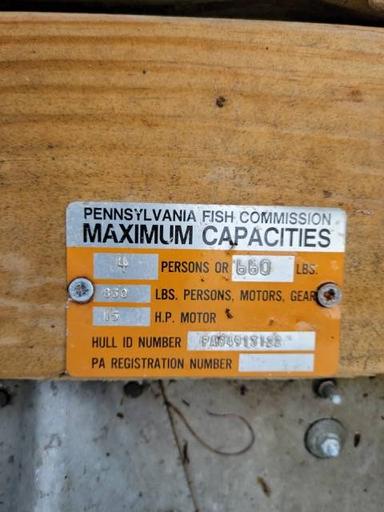 PENNSYLVANIA FISH COMMISSION
MAXIMUM CAPACITIES
4 PERSONS OR 660 LBS.
LBS. PERSONS, MOTORS, GEAR
15 H.P. MOTOR
HULL ID NUMBER
PA REGISTRATION NUMBER